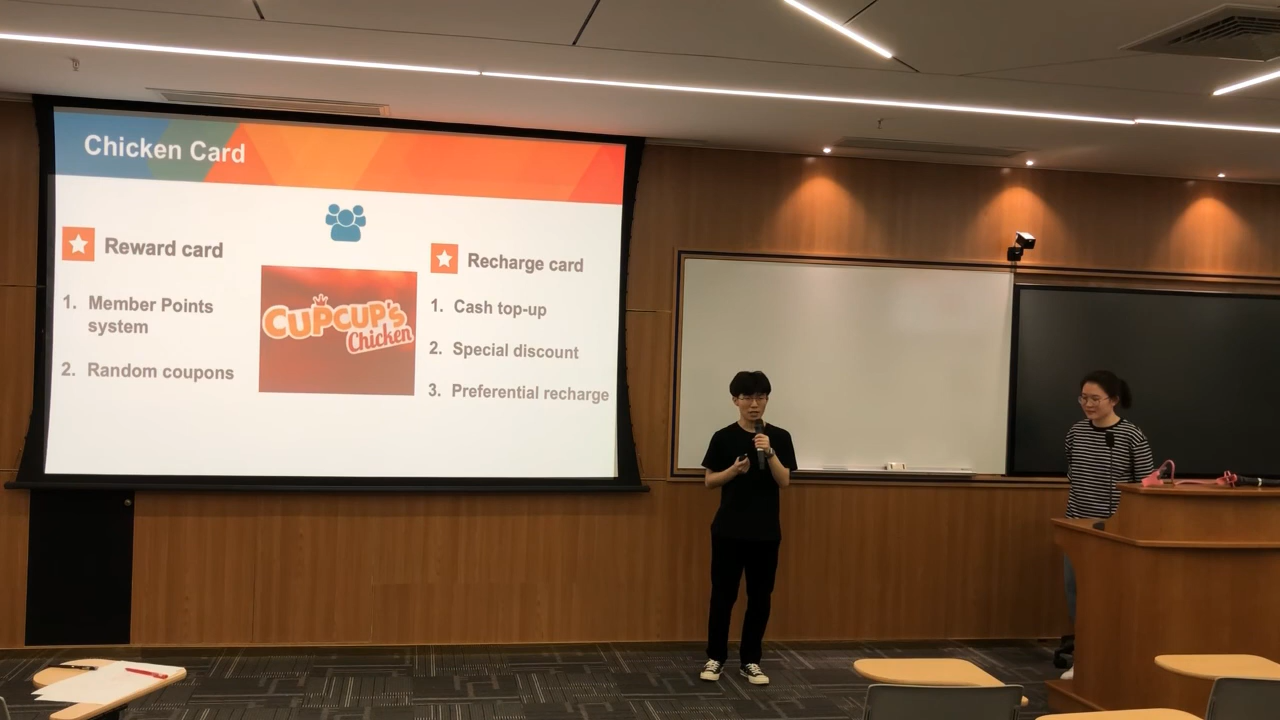 Chicken Card
Reward card
1. Member Points
system
2. Random coupons
CUPCUP's
Chicken
Recharge card
1. Cash top-up
2. Special discount
3. Preferential recharge